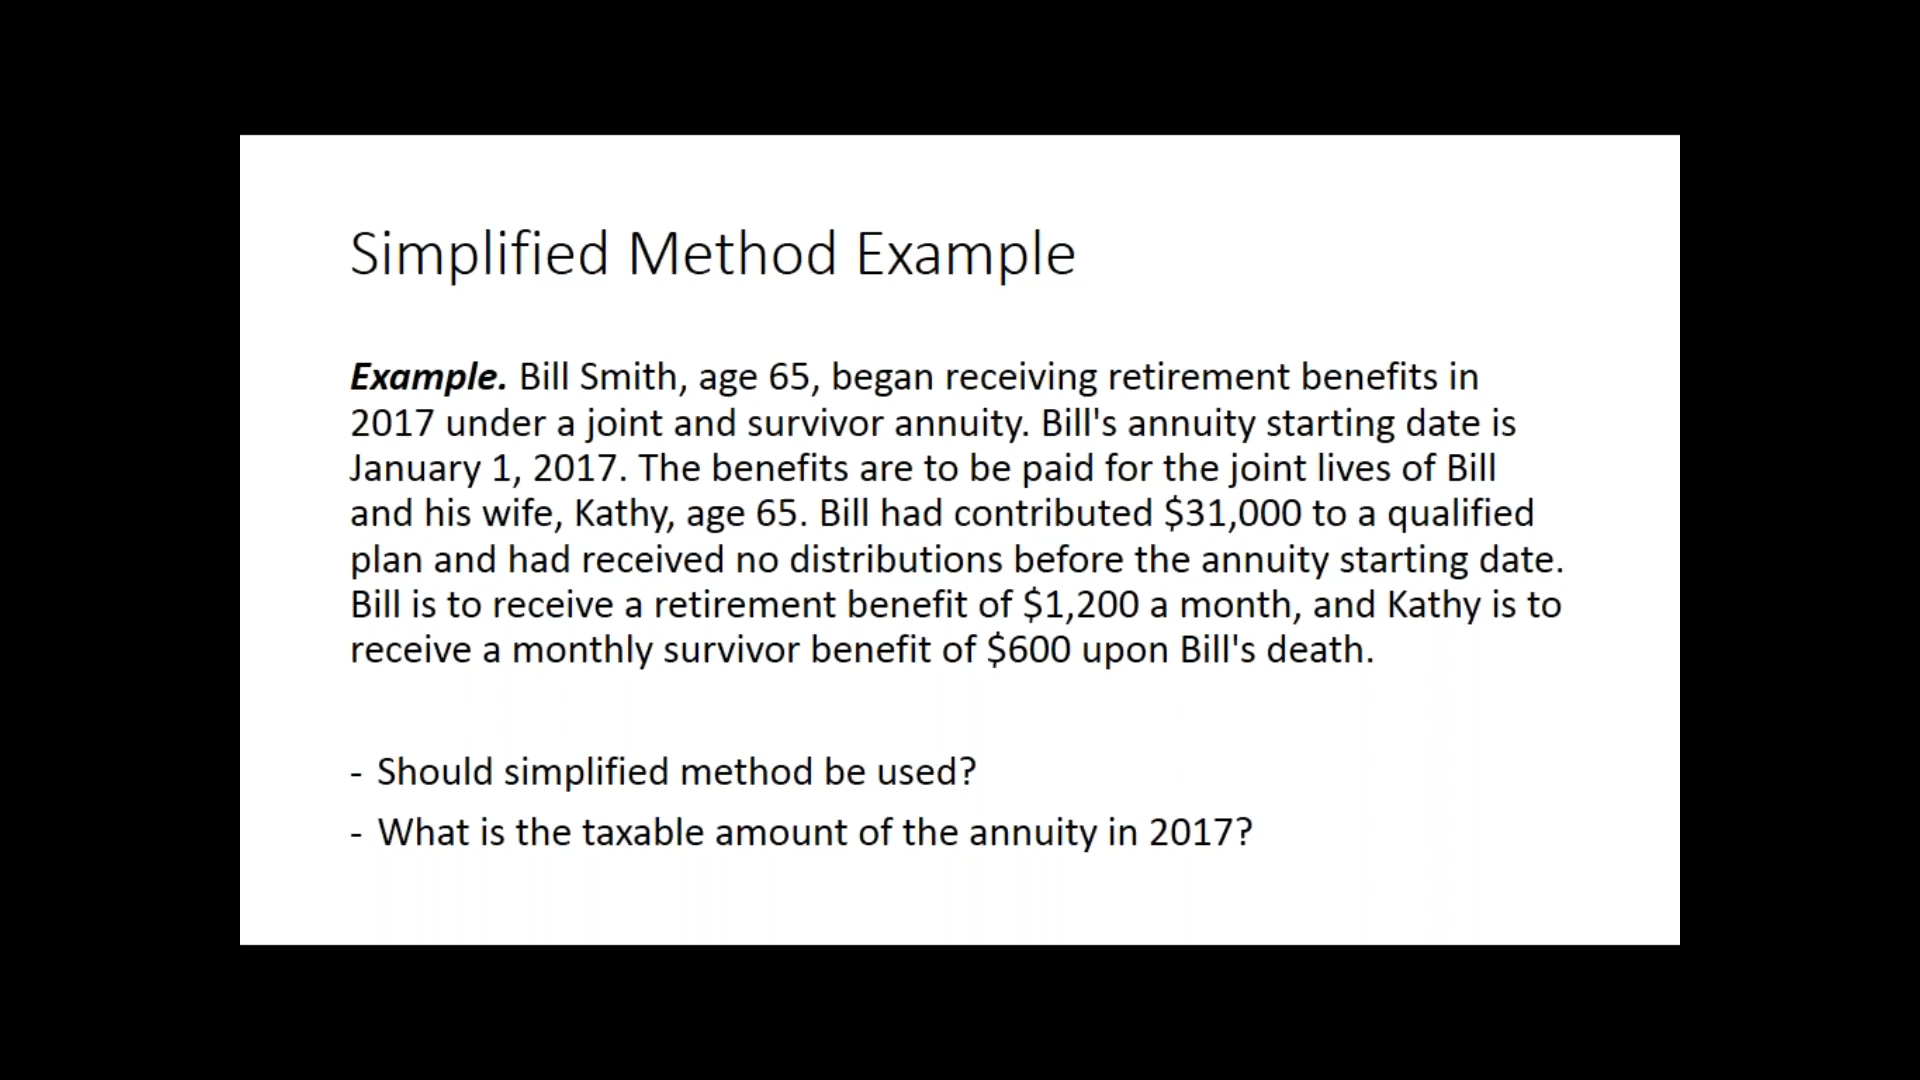 Simplified Method Example
Example. Bill Smith, age 65, began receiving retirement benefits in
2017 under a joint and survivor annuity. Bill's annuity starting date is
January 1, 2017. The benefits are to be paid for the joint lives of Bill
and his wife, Kathy, age 65. Bill had contributed $31,000 to a qualified
plan and had received no distributions before the annuity starting date.
Bill is to receive a retirement benefit of $1,200 a month, and Kathy is to
receive a monthly survivor benefit of $600 upon Bill's death.
- Should simplified method be used?
- What is the taxable amount of the annuity in 2017?